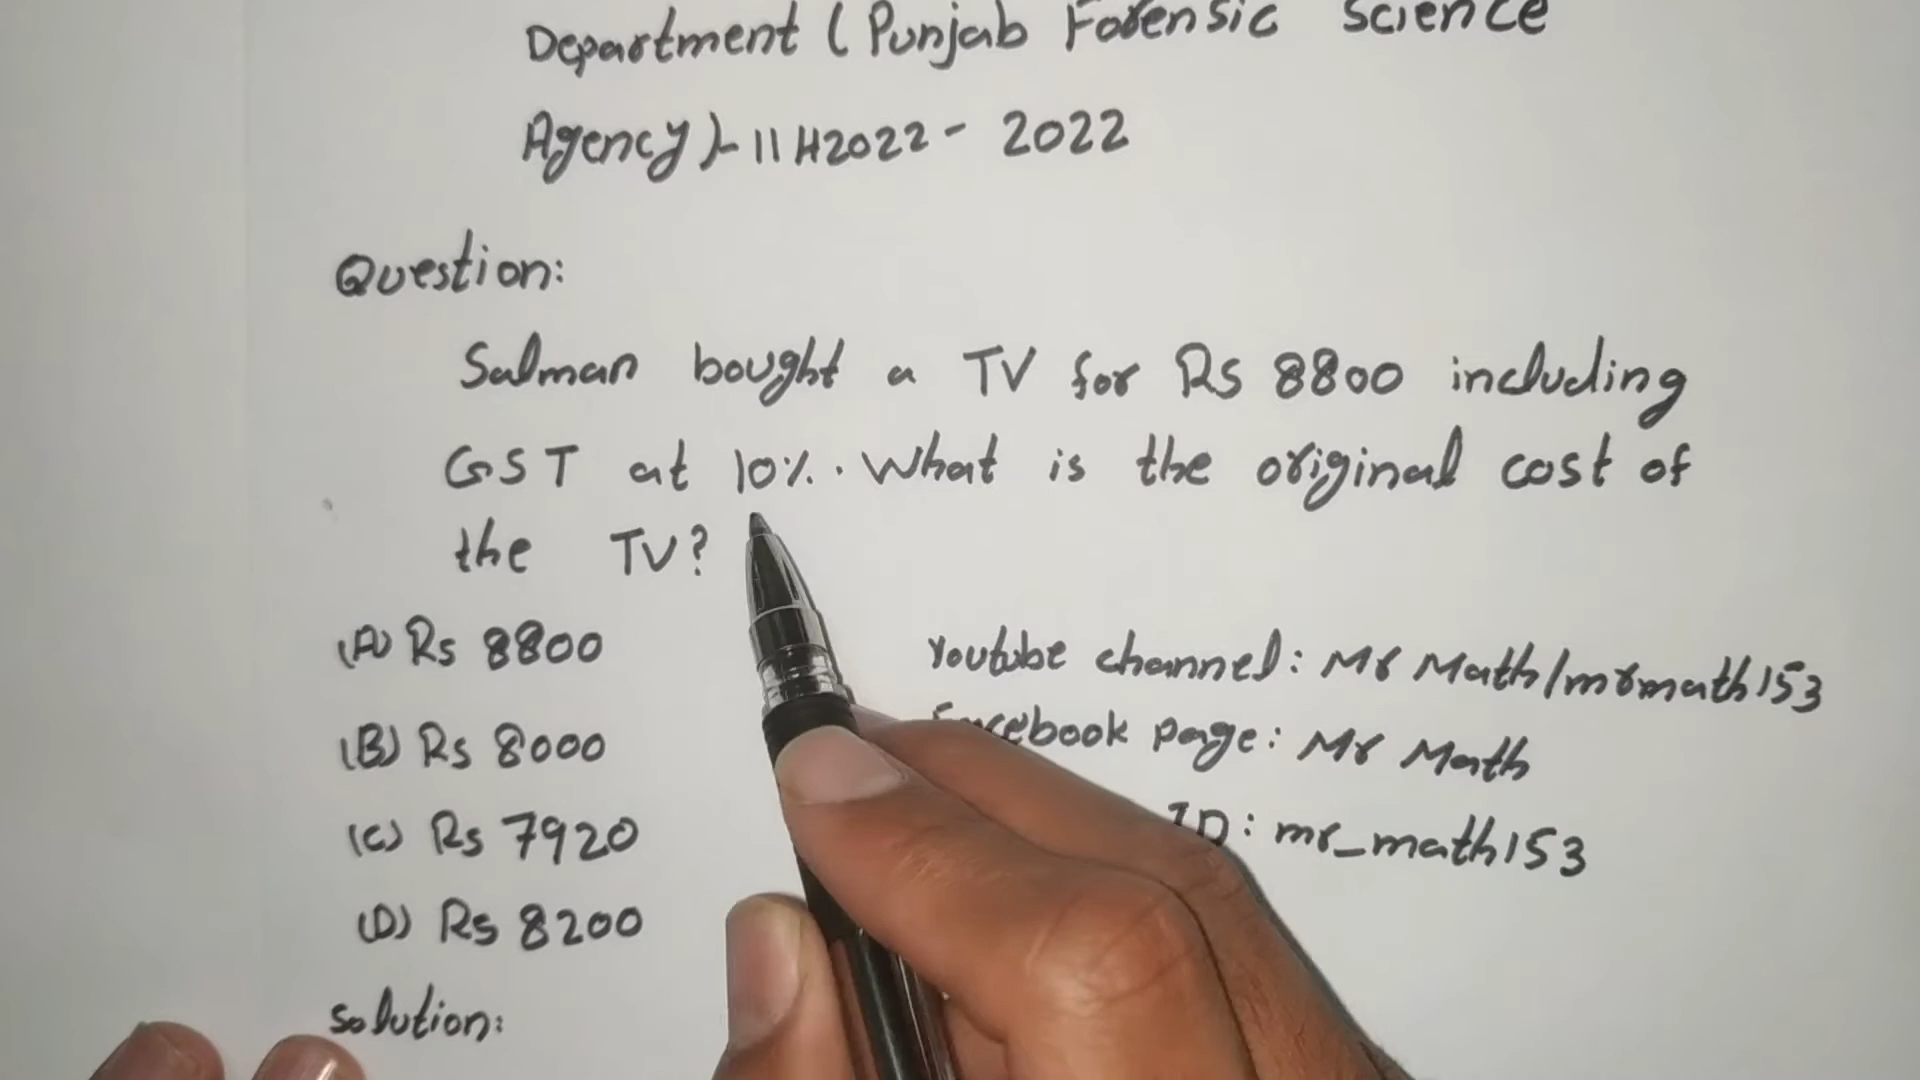 Department (Punjab Forensic Science
Agency)-11H2022- 2022
Question:
Salman bought a TV for Rs 8800 including
GST at 10%. What is the original cost of
the TV?
(A) Rs 8800
(B) Rs 8000
(C) Rs 7920
(D) Rs 8200
Youtube channel: Mr Math/mrmath153
Facebook page: Mr Math
ID: mr_math153
Solution: